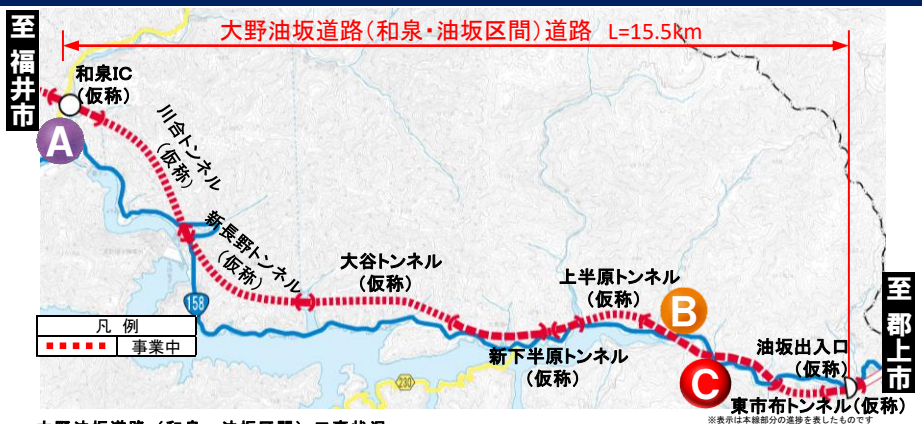 大野油坂道路(和泉・油坂区間)道路 L=15.5km
至 福井市
和泉IC
(仮称)
A
川合トンネル
(仮称)
新長野トンネル
(仮称)
大谷トンネル
(仮称)
上半原トンネル
(仮称)
B
至 郡上市
158
凡 例
事業中
新下半原トンネル
(仮称)
油坂出入口
(仮称)
C
230
東市布トンネル(仮称)
※表示は本線部分の進捗を表したものです